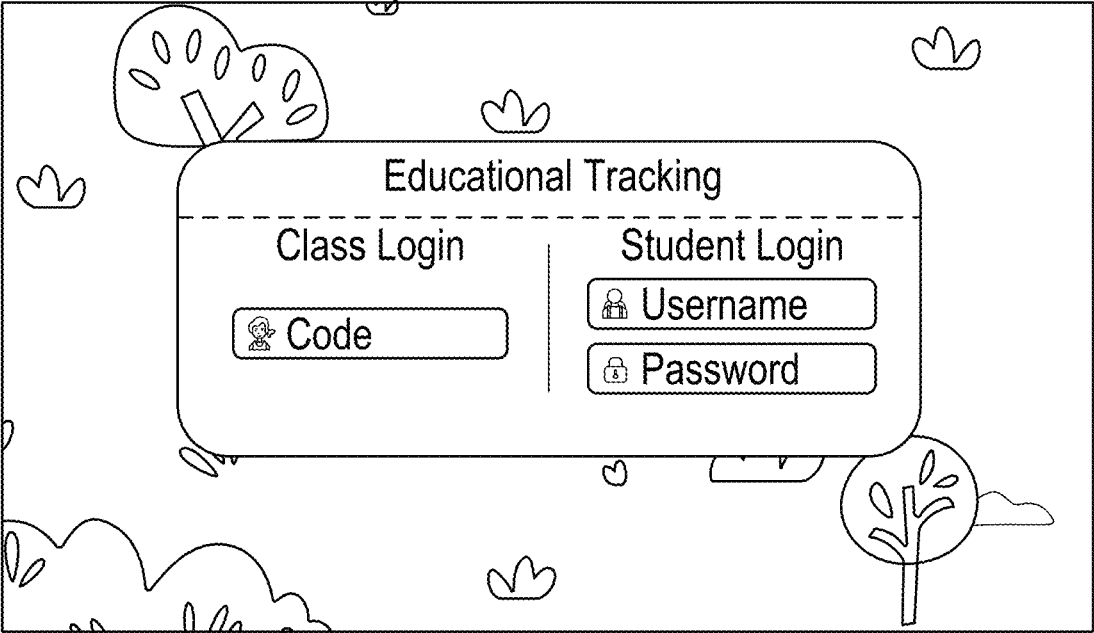 Educational Tracking
Class Login
Code
Student Login
Username
Password